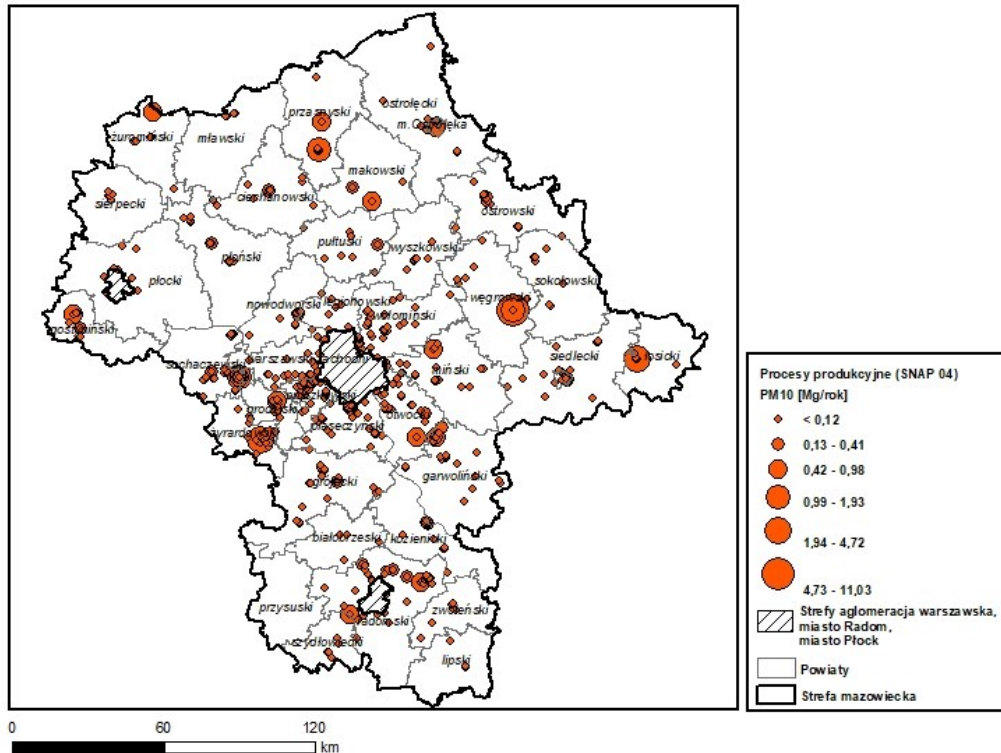 ostrołęcki
przasnyski
m. Ostrołęka
żuromiński
mławski
makowski
ciechanowski
sierpecki
ostrowski
pułtuski
wyszkowski
płoński
sokołowski
płocki
węgrowski
nowodworski
legionowski
wołomiński
gostyniński
sochaczewski
warszawski zachodni
siedlecki
łosicki
miński
pruszkowski
grodziski
otwocki
żyrardowski
piaseczyński
garwoliński
grójecki
białobrzeski
kozienicki
przysuski
zwoleński
radomski
szydłowiecki
lipski
Procesy produkcyjne (SNAP 04)
PM10 [Mg/rok]
< 0,12
0,13 - 0,41
0,42 - 0,98
0,99 - 1,93
1,94 - 4,72
4,73 - 11,03
Strefy aglomeracja warszawska,
miasto Radom,
miasto Płock
Powiaty
Strefa mazowiecka
0 60 120
km